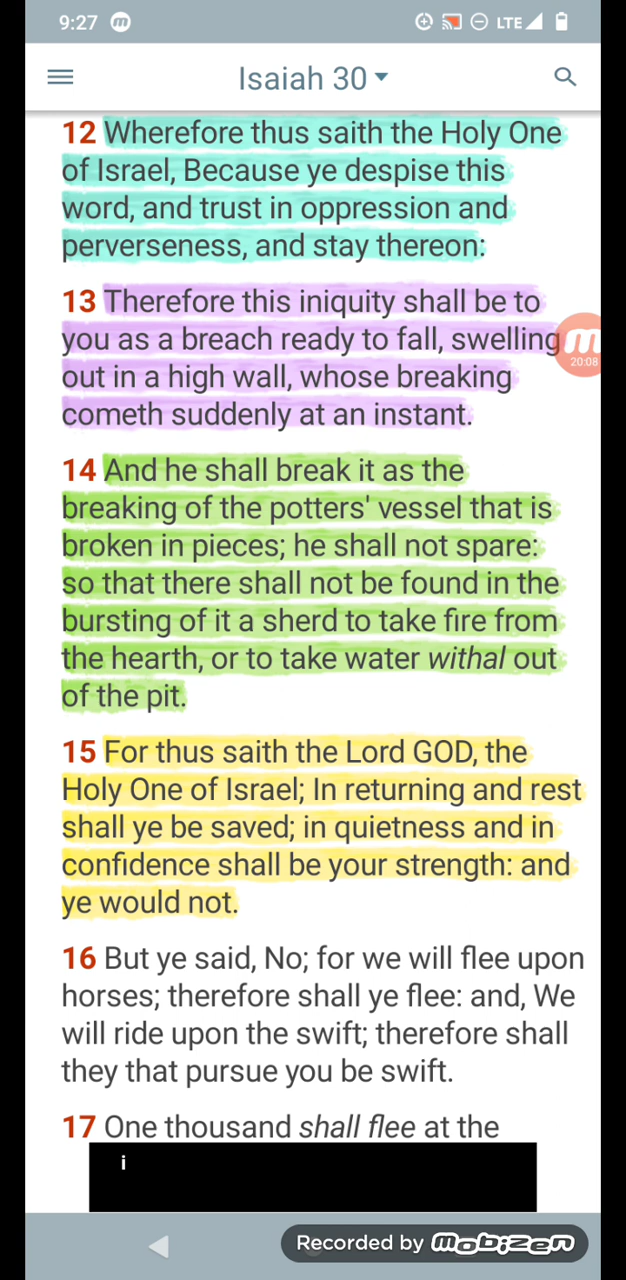 9:27 m LTE
Isaiah 30
12 Wherefore thus saith the Holy One
of Israel, Because ye despise this
word, and trust in oppression and
perverseness, and stay thereon:
13 Therefore this iniquity shall be to
you as a breach ready to fall, swelling
out in a high wall, whose breaking
cometh suddenly at an instant.
m
20:08
14 And he shall break it as the
breaking of the potters' vessel that is
broken in pieces; he shall not spare:
so that there shall not be found in the
bursting of it a sherd to take fire from
the hearth, or to take water withal out
of the pit.
15 For thus saith the Lord GOD, the
Holy One of Israel; In returning and rest
shall ye be saved; in quietness and in
confidence shall be your strength: and
ye would not.
16 But ye said, No; for we will flee upon
horses; therefore shall ye flee: and, We
will ride upon the swift; therefore shall
they that pursue you be swift.
17 One thousand shall flee at the
i
Recorded by mobizen